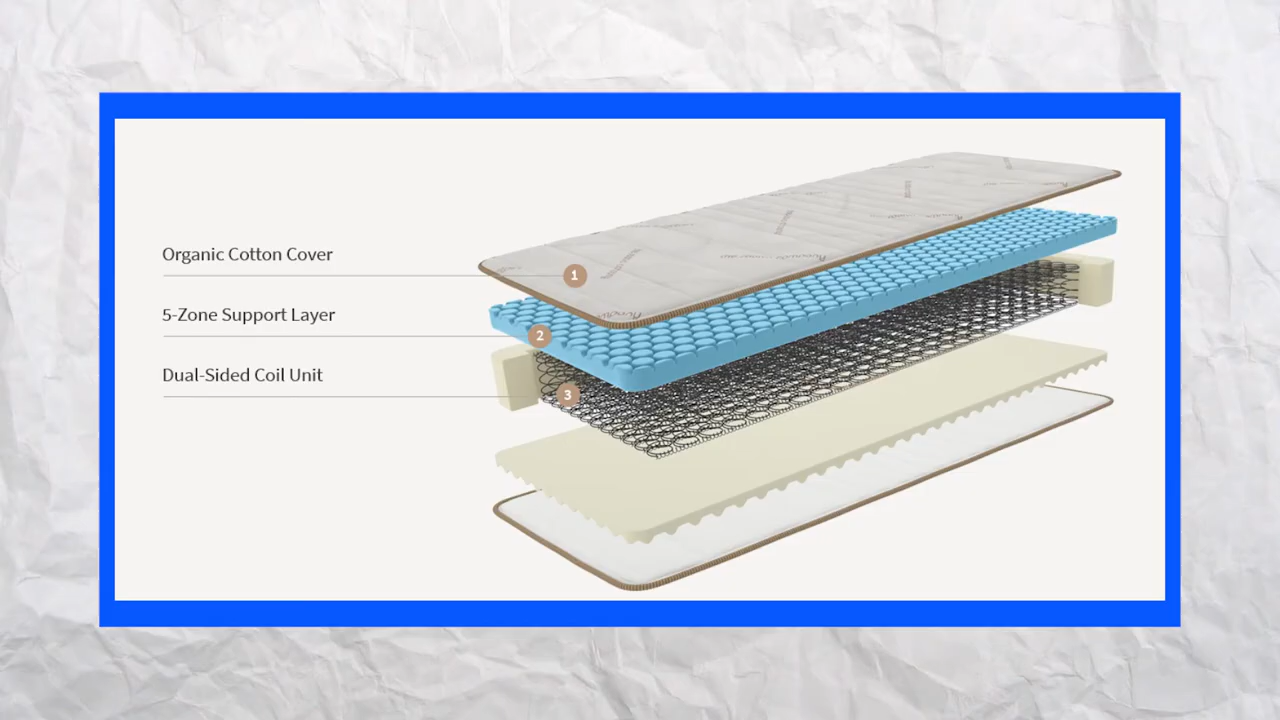 Organic Cotton Cover
5-Zone Support Layer
Dual-Sided Coil Unit
1
2
3